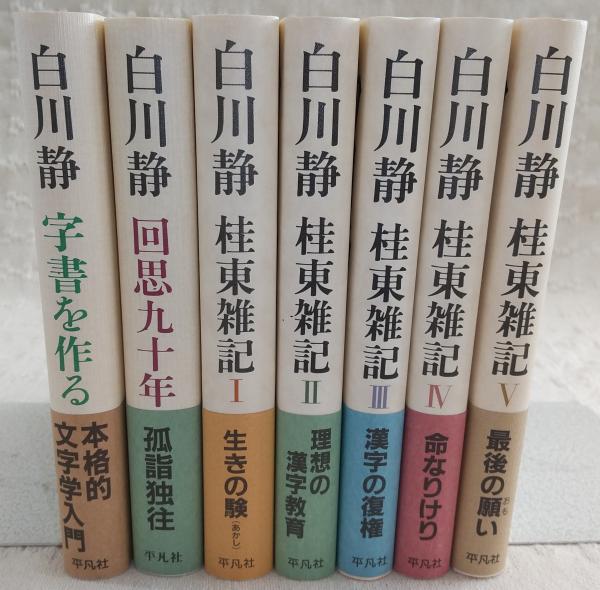 白川静
字書を作る
本格的
文字学入門
平凡社
白川静
回思九十年
孤詣独往
平凡社
白川静
桂東雑記
I
生きの験(あかし)
平凡社
白川静
桂東雑記
II
理想の
漢字教育
平凡社
白川静
桂東雑記
III
漢字の復権
平凡社
白川静
桂東雑記
IV
命なりけり
平凡社
白川静
桂東雑記
V
最後の願い
おも
平凡社